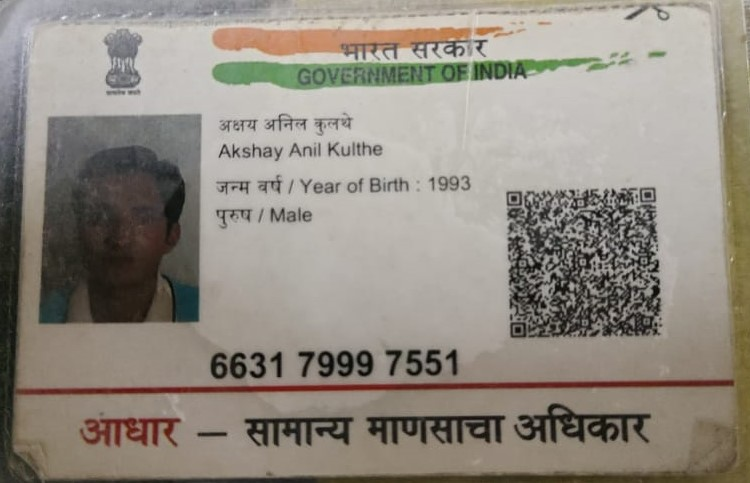 भारत सरकार
GOVERNMENT OF INDIA
अक्षय अनिल कुलथे
Akshay Anil Kulthe
जन्म वर्ष / Year of Birth : 1993
पुरुष / Male
6631 7999 7551
आधार – सामान्य माणसाचा अधिकार